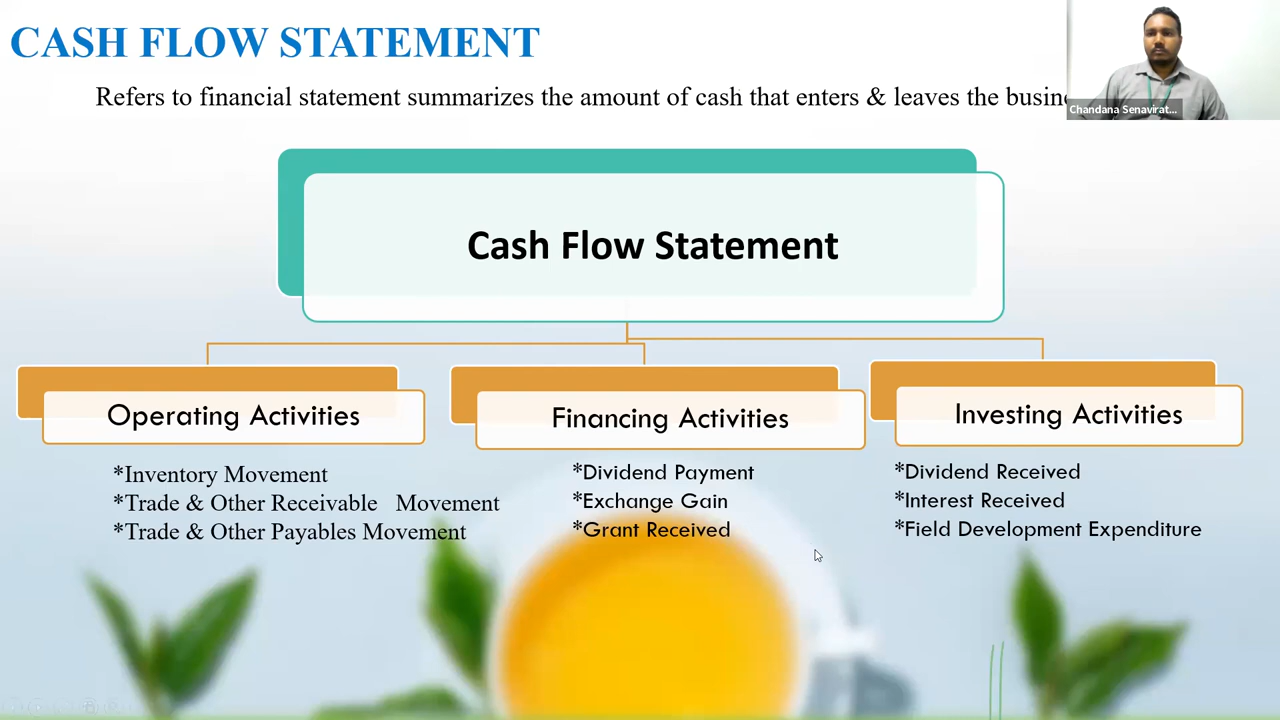 CASH FLOW STATEMENT
Refers to financial statement summarizes the amount of cash that enters & leaves the
Chandana Senavirat...
Cash Flow Statement
Operating Activities
*Inventory Movement
*Trade & Other Receivable Movement
*Trade & Other Payables Movement
Financing Activities
*Dividend Payment
*Exchange Gain
*Grant Received
Investing Activities
*Dividend Received
*Interest Received
*Field Development Expenditure